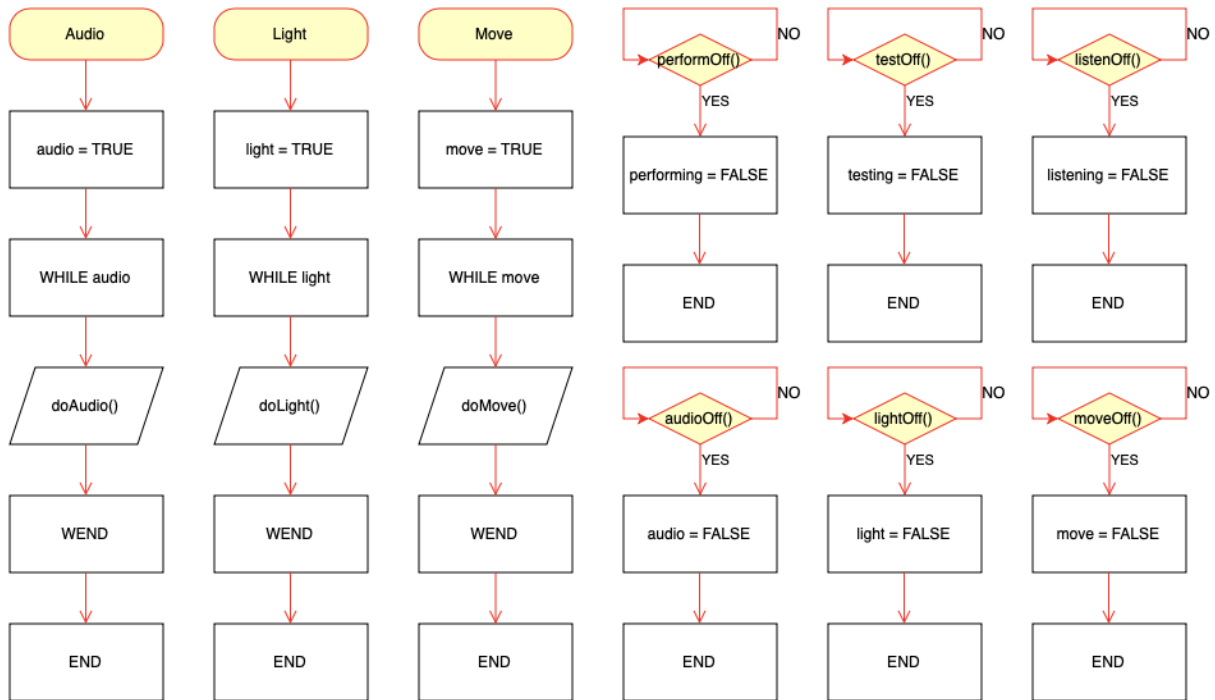 Audio
audio = TRUE
WHILE audio
doAudio()
WEND
END
Light
light = TRUE
WHILE light
doLight()
WEND
END
Move
move = TRUE
WHILE move
doMove()
WEND
END
performOff()
NO
YES
performing = FALSE
END
testOff()
NO
YES
testing = FALSE
END
listenOff()
NO
YES
listening = FALSE
END
audioOff()
NO
YES
audio = FALSE
END
lightOff()
NO
YES
light = FALSE
END
moveOff()
NO
YES
move = FALSE
END